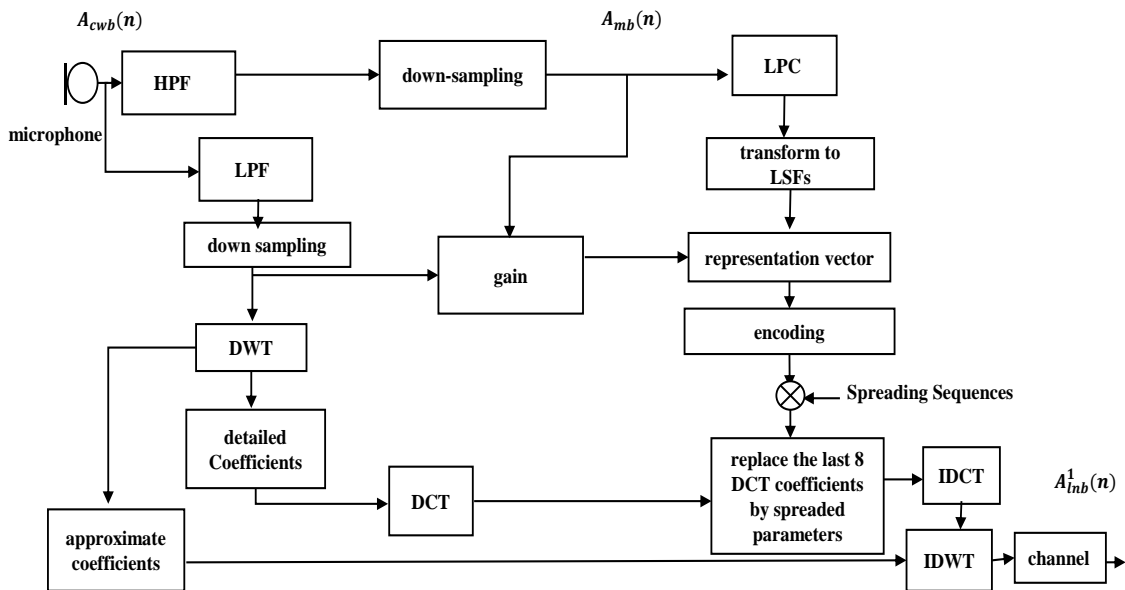 A_cwb(n)
A_mb(n)
HPF
down-sampling
LPC
microphone
LPF
transform to
LSFs
down sampling
gain
representation vector
encoding
DWT
Spreading Sequences
detailed
Coefficients
DCT
replace the last 8
DCT coefficients
by spreaded
parameters
IDCT
A^1_lnb(n)
approximate
coefficients
IDWT
channel